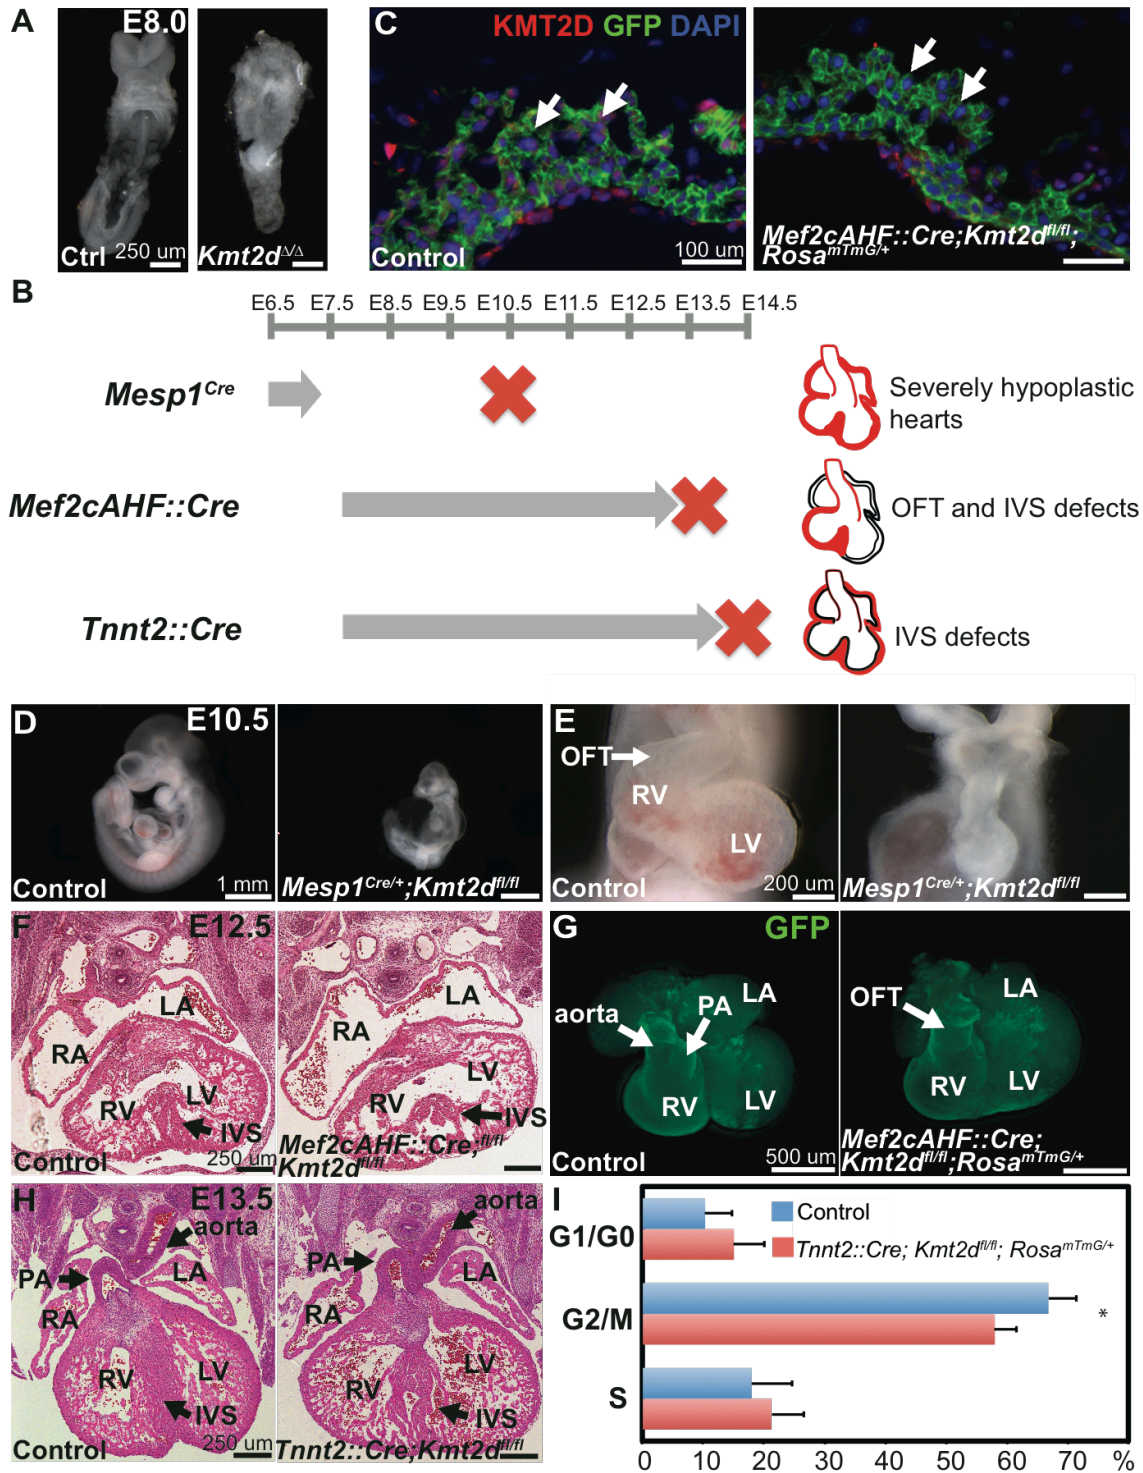 A
E8.0
Ctrl
250 um
Kmt2dΔ/Δ
C
KMT2D GFP DAPI
Control
100 um
Mef2cAHF::Cre;Kmt2dfl/fl;
RosamTmG/+
B
E6.5 E7.5 E8.5 E9.5 E10.5 E11.5 E12.5 E13.5 E14.5
Mesp1Cre
Severely hypoplastic
hearts
Mef2cAHF::Cre
OFT and IVS defects
Tnnt2::Cre
IVS defects
D
E10.5
Control
1 mm
Mesp1Cre/+;Kmt2dfl/fl
E
OFT
RV
LV
Control
200 um
Mesp1Cre/+;Kmt2dfl/fl
F
E12.5
LA
RA
LV
RV
IVS
Control
250 um
LA
RA
LV
RV
IVS
Mef2cAHF::Cre;fl/fl
Kmt2dfl/fl
G
GFP
aorta
PA
LA
RV
LV
Control
500 um
OFT
LA
RV
LV
Mef2cAHF::Cre;
Kmt2dfl/fl;RosamTmG/+
H
E13.5
aorta
PA
LA
RA
RV
LV
IVS
Control
250 um
aorta
PA
LA
RA
LV
RV
IVS
Tnnt2::Cre;Kmt2dfl/fl
I
G1/G0
Control
Tnnt2::Cre; Kmt2dfl/fl; RosamTmG/+
G2/M
*
S
0 10 20 30 40 50 60 70 %